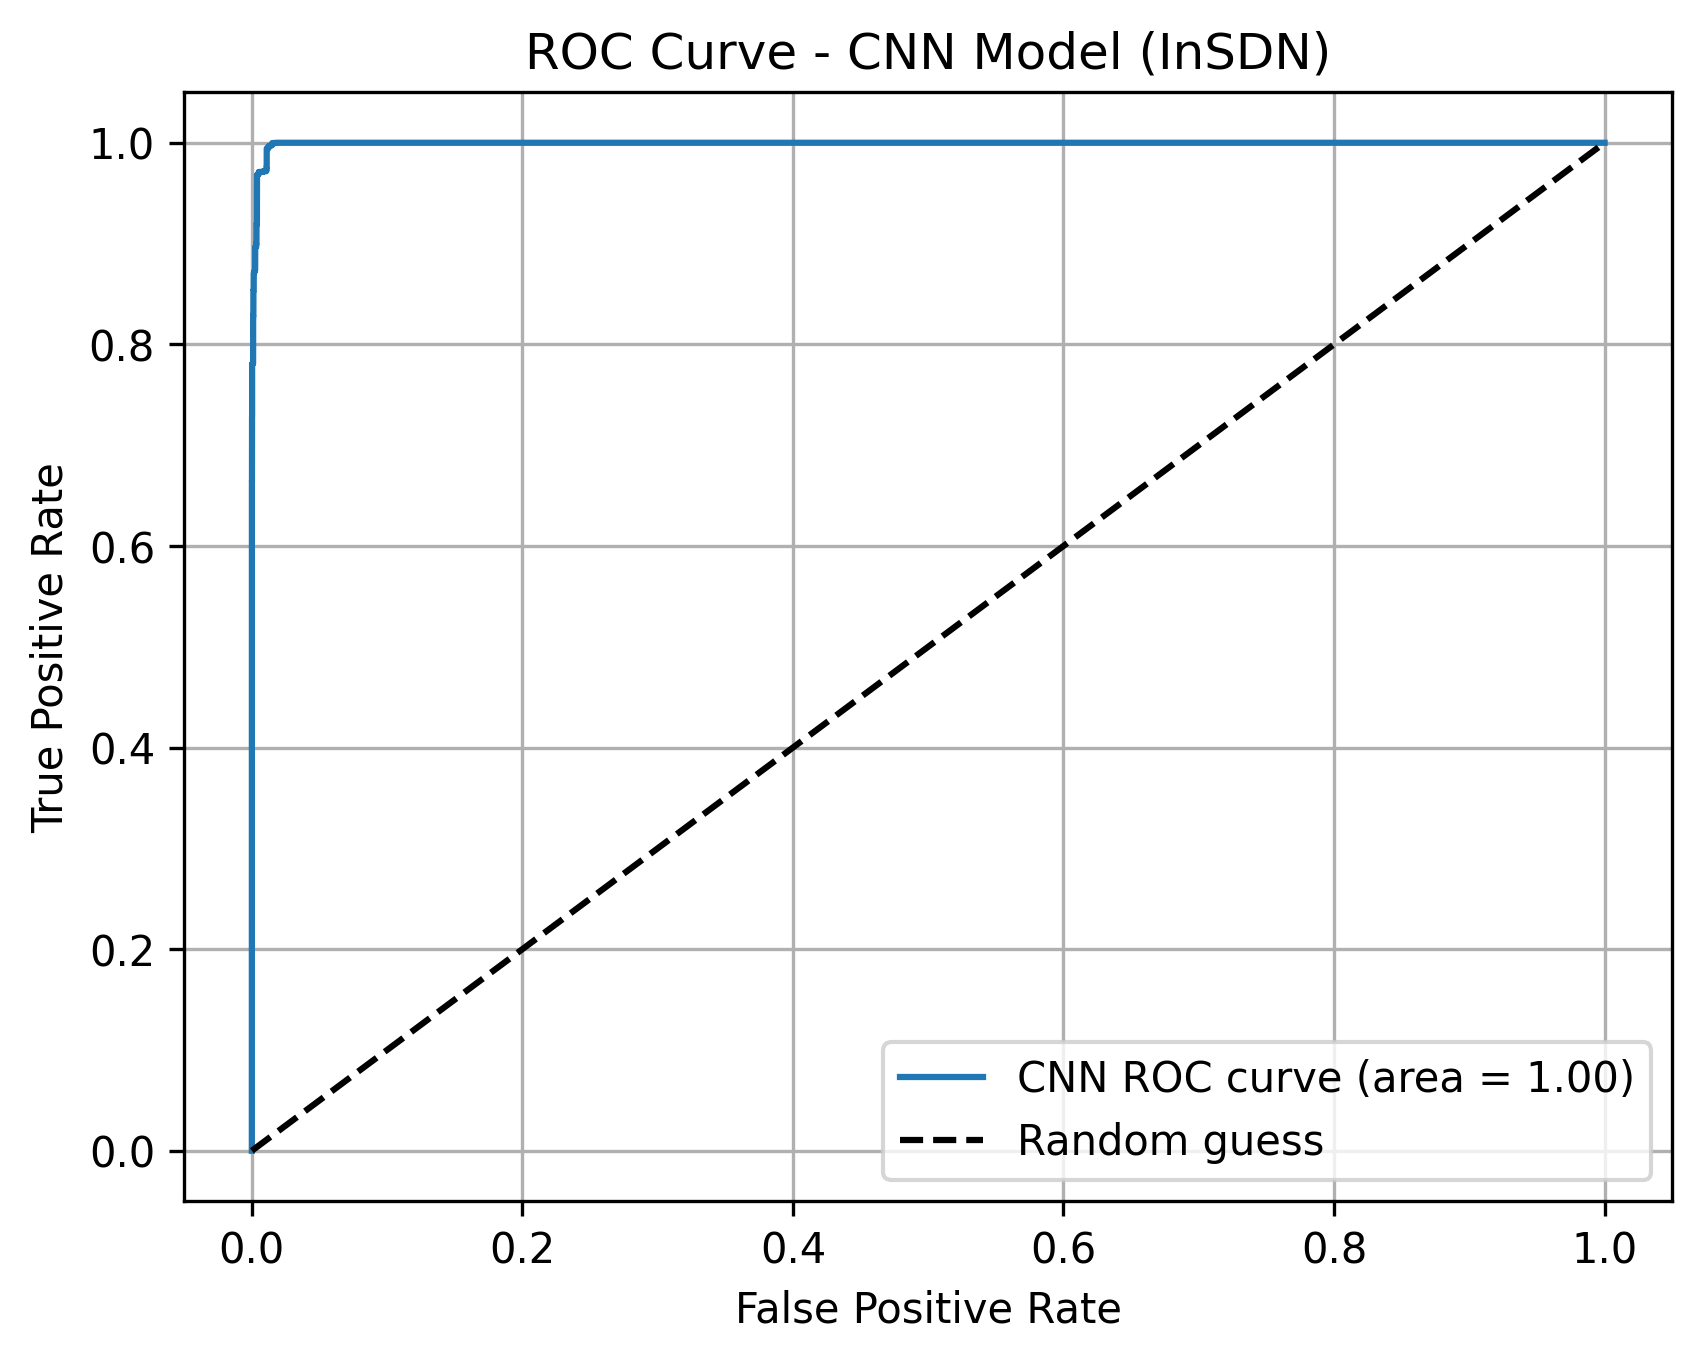 ROC Curve - CNN Model (InSDN)
True Positive Rate
1.0
0.8
0.6
0.4
0.2
0.0
CNN ROC curve (area = 1.00)
Random guess
0.0 0.2 0.4 0.6 0.8 1.0
False Positive Rate